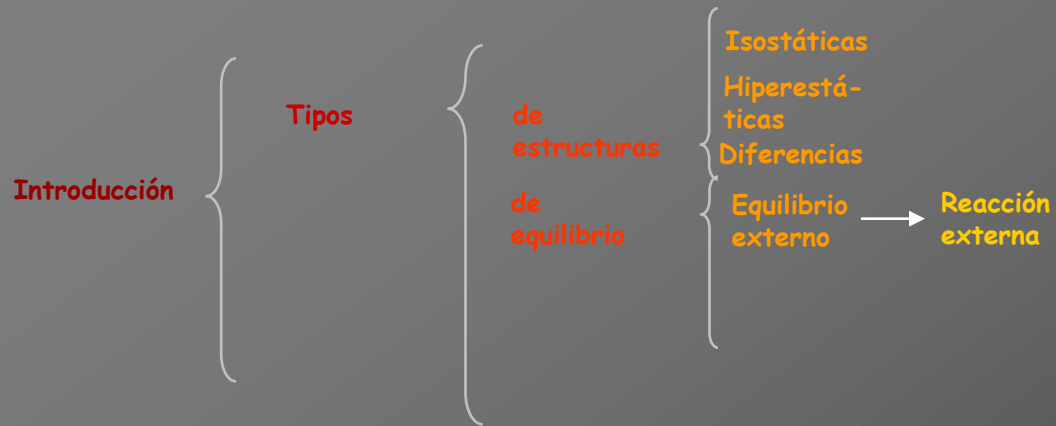 Introducción
Tipos
de
estructuras
Isostáticas
Hiperestá-
ticas
Diferencias
de
equilibrio
Equilibrio
externo
Reacción
externa